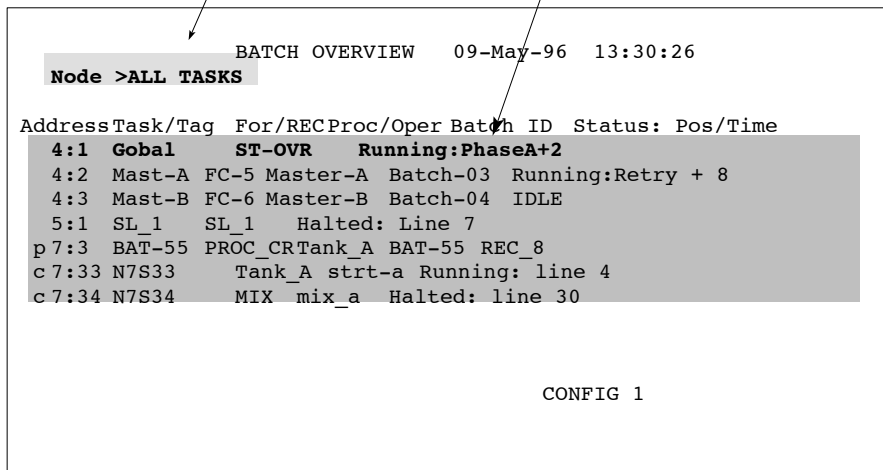 BATCH OVERVIEW 09-May-96 13:30:26
Node >ALL TASKS
Address Task/Tag For/REC Proc/Oper Batch ID Status: Pos/Time
4:1 Gobal ST-OVR Running:PhaseA+2
4:2 Mast-A FC-5 Master-A Batch-03 Running:Retry + 8
4:3 Mast-B FC-6 Master-B Batch-04 IDLE
5:1 SL_1 SL_1 Halted: Line 7
p 7:3 BAT-55 PROC_CRTank_A BAT-55 REC_8
c 7:33 N7S33 Tank_A strt-a Running: line 4
c 7:34 N7S34 MIX mix_a Halted: line 30
CONFIG 1